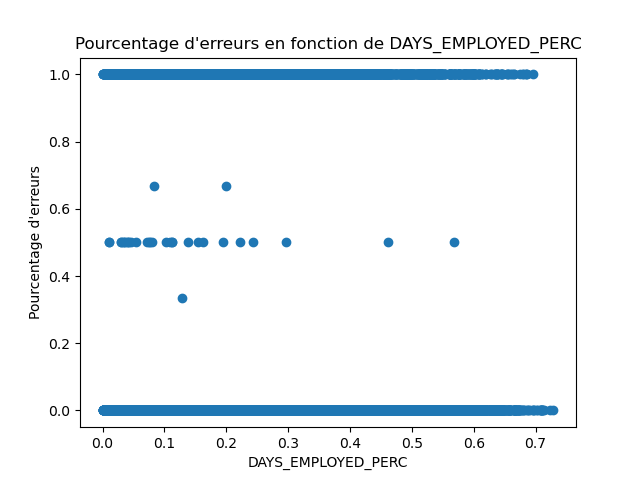 Pourcentage d'erreurs en fonction de DAYS_EMPLOYED_PERC
1.0
0.8
0.6
0.4
0.2
0.0
Pourcentage d'erreurs
0.0 0.1 0.2 0.3 0.4 0.5 0.6 0.7
DAYS_EMPLOYED_PERC